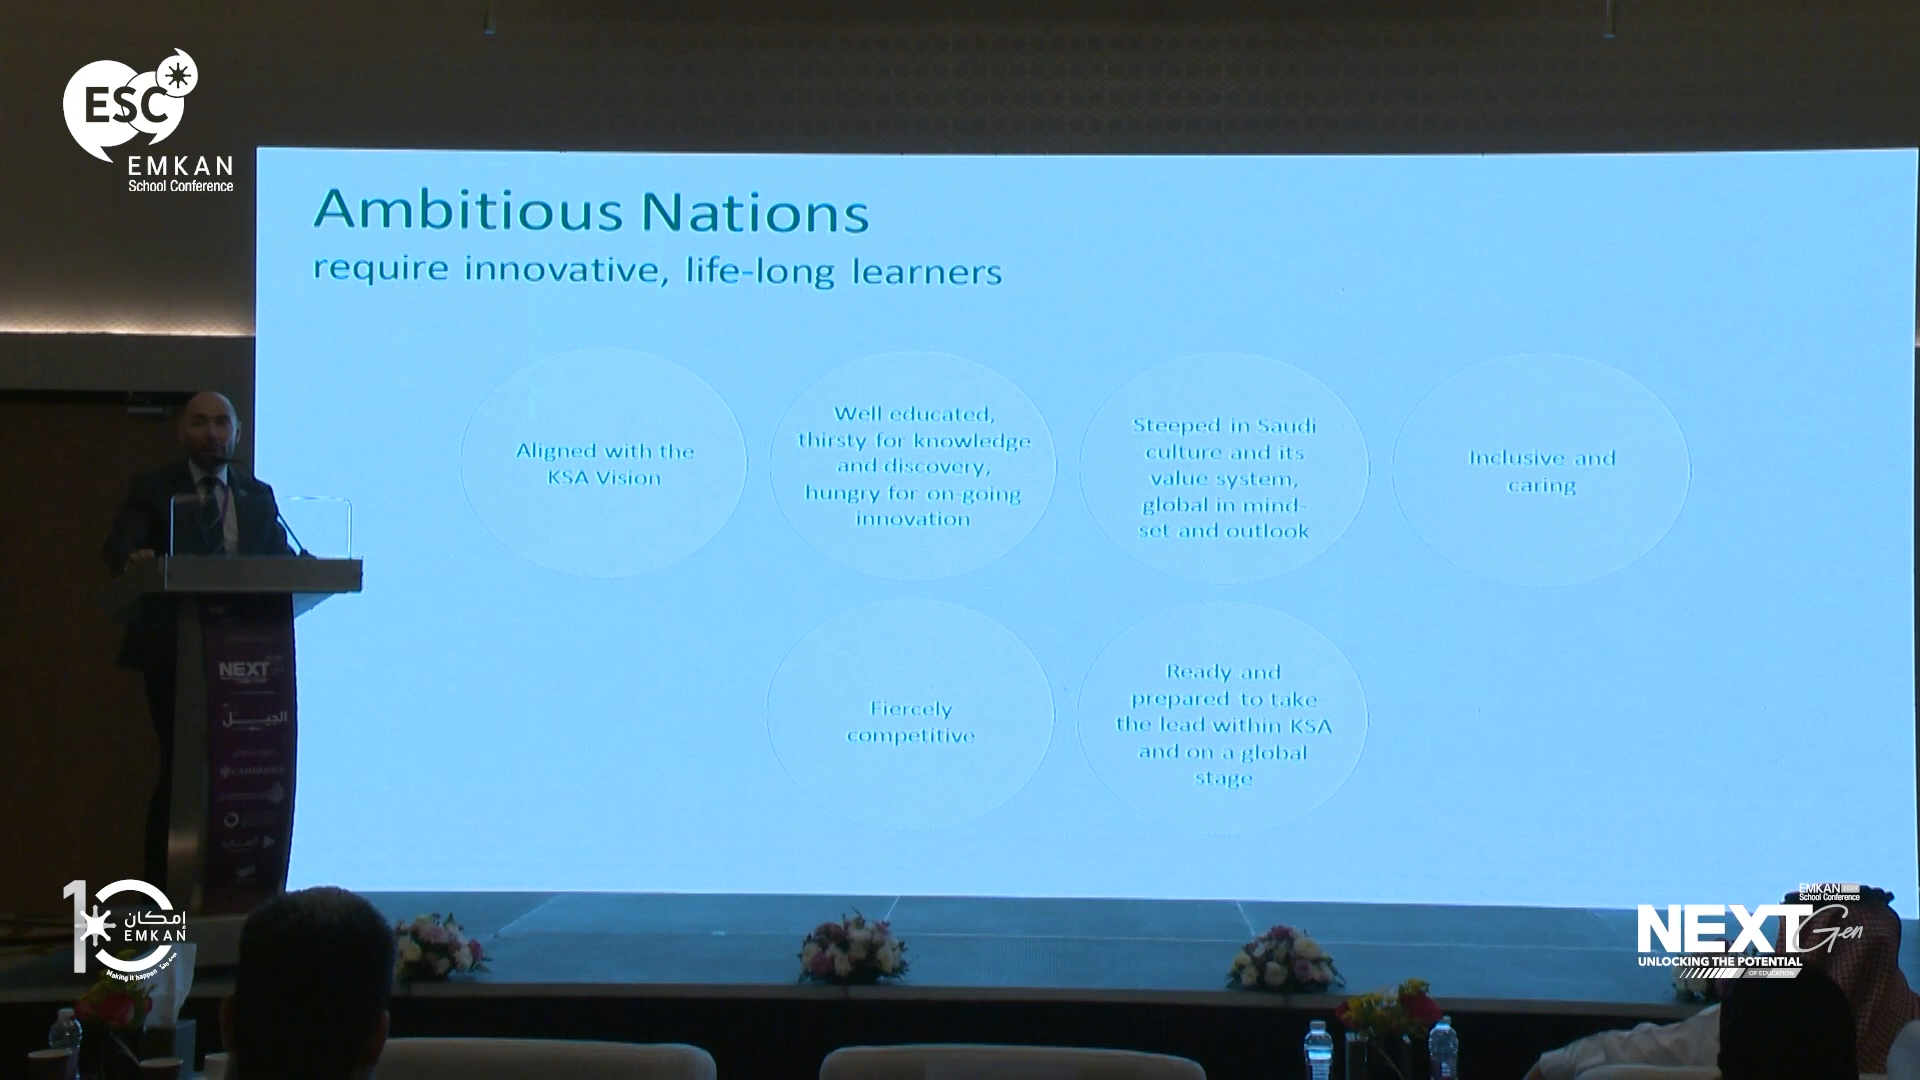 ESC
EMKAN
School Conference
Ambitious Nations
require innovative, life-long learners
Aligned with the
KSA Vision
Well educated,
thirsty for knowledge
and discovery,
hungry for on-going
innovation
Steeped in Saudi
culture and its
value system,
global in mind-
set and outlook
Inclusive and
caring
Fiercely
competitive
Ready and
prepared to take
the lead within KSA
and on a global
stage
NEXT
الجيل
CAMBRIDGE
10
إمكان
EMKAN
Making it happen
EMKAN 2024
School Conference
NEXT Gen
UNLOCKING THE POTENTIAL
OF EDUCATION